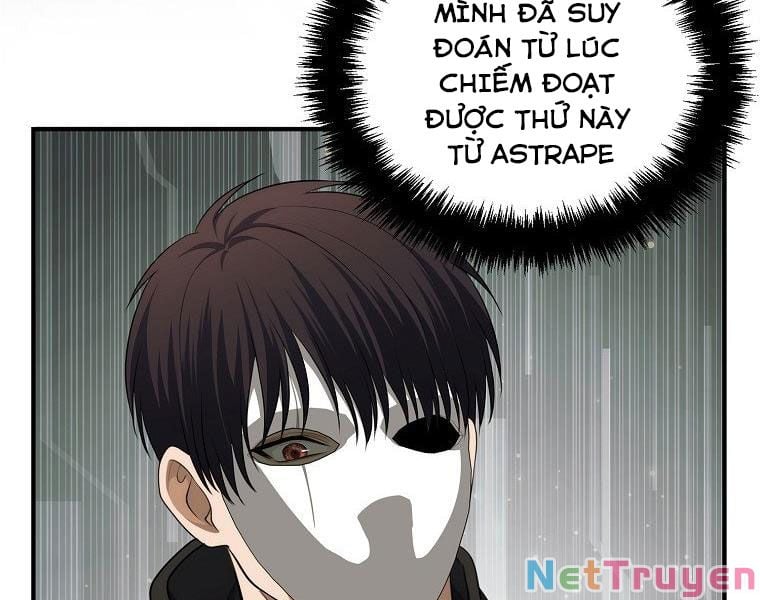 MÌNH ĐÃ SUY
ĐOÁN TỪ LÚC
CHIẾM ĐOẠT
ĐƯỢC THỨ NÀY
TỪ ASTRAPE
NetTruyen